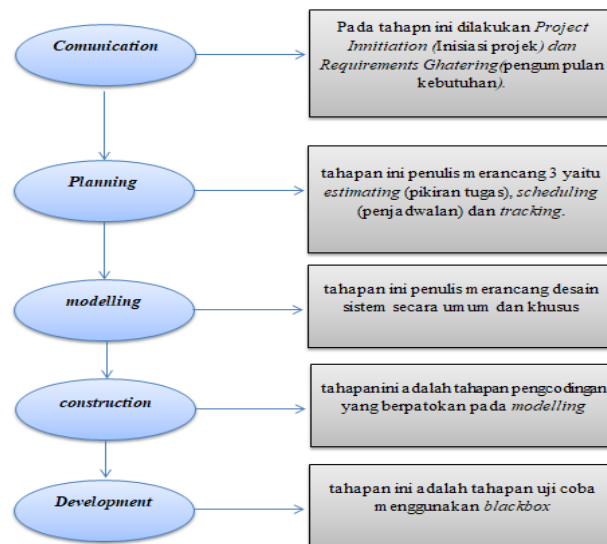 Comunication
Pada tahapn ini dilakukan Project
Innitiation (Inisiasi projek) dan
Requirements Ghatering(pengumpulan
kebutuhan).
Planning
tahapan ini penulis merancang 3 yaitu
estimating (pikiran tugas), scheduling
(penjadwalan) dan tracking.
modelling
tahapan ini penulis merancang desain
sistem secara umum dan khusus
construction
tahapanini adalah tahapan pengcodingan
yang berpatokan pada modelling
Development
tahapan ini adalah tahapan uji coba
menggunakan blackbox